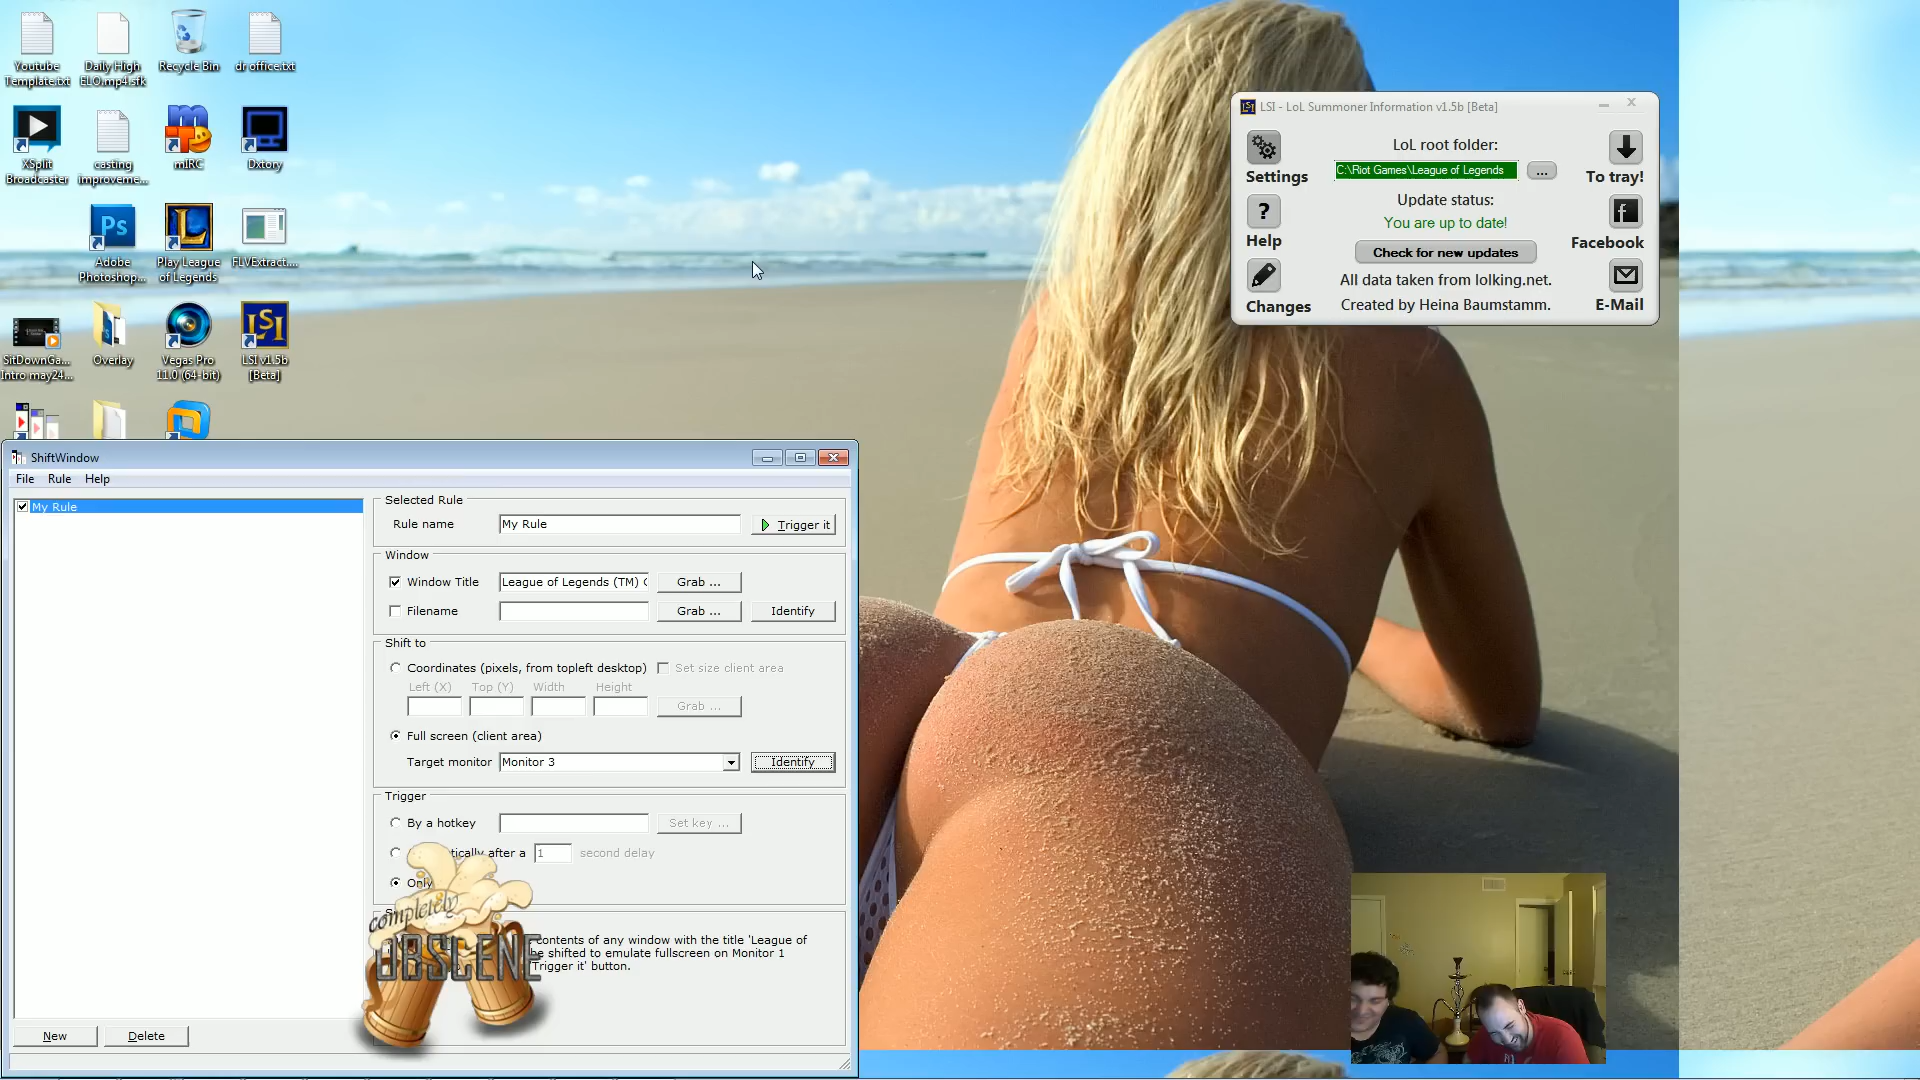 Youtube
Template.txt
Daily High
ELO.mp4.sfk
Recycle Bin
dr office.txt
XSplit
Broadcaster
casting
improveme...
mIRC
Dxtory
Ps
Adobe
Photoshop...
Play League
of Legends
FLVExtract....
SitDownGa...
Intro may24...
Overlay
Vegas Pro
11.0 (64-bit)
LSI
LSI v1.5b
[Beta]
LSI - LoL Summoner Information v1.5b [Beta]
Settings
LoL root folder:
C:\Riot Games\League of Legends
...
To tray!
Update status:
You are up to date!
?
Help
f
Facebook
Check for new updates
All data taken from lolking.net.
Changes
Created by Heina Baumstamm.
E-Mail
ShiftWindow
File Rule Help
My Rule
Selected Rule
Rule name
My Rule
Trigger it
Window
Window Title
League of Legends (TM) C
Grab ...
Filename
Grab ...
Identify
Shift to
Coordinates (pixels, from topleft desktop)
Set size client area
Left (X) Top (Y) Width Height
Grab ...
Full screen (client area)
Target monitor
Monitor 3
Identify
Trigger
By a hotkey
Set key ...
tically after a
1
second delay
Only
completely
OBSCENE
contents of any window with the title 'League of
be shifted to emulate fullscreen on Monitor 1
'Trigger it' button.
New
Delete